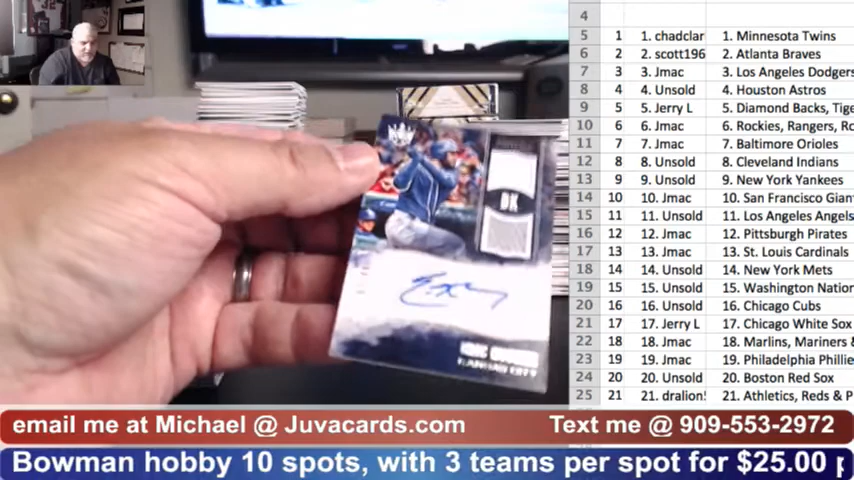 4
5 1 1. chadclar 1. Minnesota Twins
6 2 2. scott196 2. Atlanta Braves
7 3 3. Jmac 3. Los Angeles Dodgers
8 4 4. Unsold 4. Houston Astros
9 5 5. Jerry L 5. Diamond Backs, Tige
10 6 6. Jmac 6. Rockies, Rangers, Ro
11 7 7. Jmac 7. Baltimore Orioles
12 8 8. Unsold 8. Cleveland Indians
13 9 9. Unsold 9. New York Yankees
14 10 10. Jmac 10. San Francisco Giant
15 11 11. Unsold 11. Los Angeles Angels
16 12 12. Jmac 12. Pittsburgh Pirates
17 13 13. Jmac 13. St. Louis Cardinals
18 14 14. Unsold 14. New York Mets
19 15 15. Unsold 15. Washington Nation
20 16 16. Unsold 16. Chicago Cubs
21 17 17. Jerry L 17. Chicago White Sox
22 18 18. Jmac 18. Marlins, Mariners &
23 19 19. Jmac 19. Philadelphia Phillie
24 20 20. Unsold 20. Boston Red Sox
25 21 21. dralion! 21. Athletics, Reds & P
DK
KANSAS CITY
email me at Michael @ Juvacards.com Text me @ 909-553-2972
Bowman hobby 10 spots, with 3 teams per spot for $25.00 p